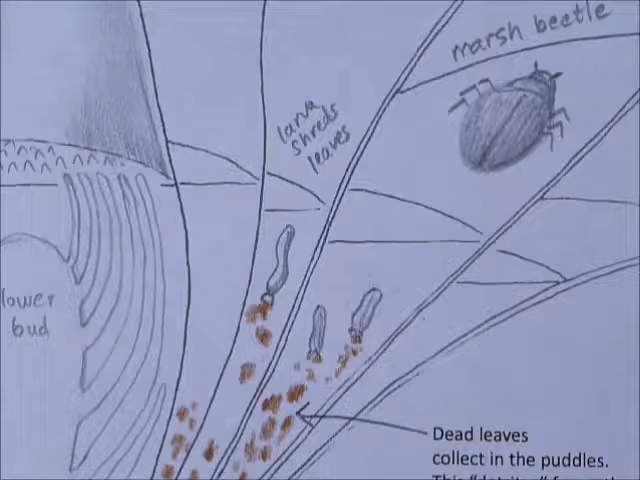 marsh beetle
larva
shreds
leaves
lower
bud
Dead leaves
collect in the puddles.